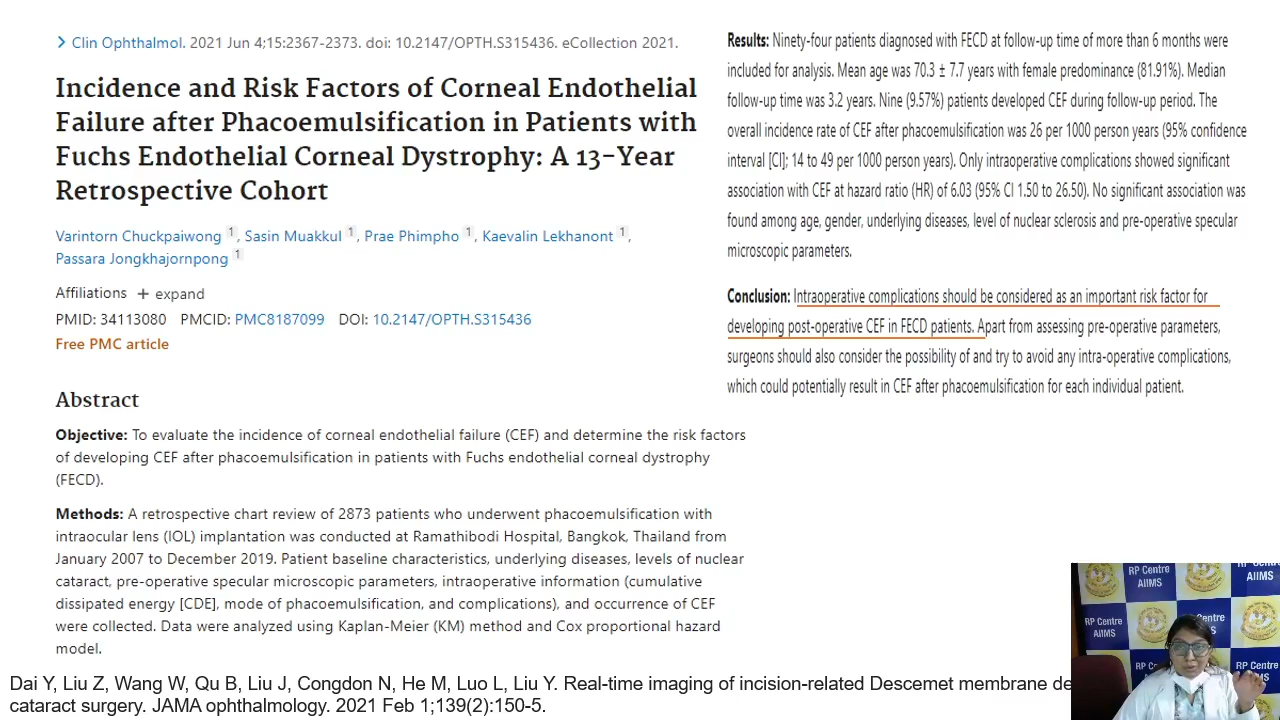 Clin Ophthalmol. 2021 Jun 4;15:2367-2373. doi: 10.2147/OPTH.S315436. eCollection 2021.
Incidence and Risk Factors of Corneal Endothelial
Failure after Phacoemulsification in Patients with
Fuchs Endothelial Corneal Dystrophy: A 13-Year
Retrospective Cohort
Varintorn Chuckpaiwong 1, Sasin Muakkul 1, Prae Phimpho 1, Kaevalin Lekhanont 1,
Passara Jongkhajornpong 1
Affiliations + expand
PMID: 34113080 PMCID: PMC8187099 DOI: 10.2147/OPTH.S315436
Free PMC article
Abstract
Objective: To evaluate the incidence of corneal endothelial failure (CEF) and determine the risk factors
of developing CEF after phacoemulsification in patients with Fuchs endothelial corneal dystrophy
(FECD).
Methods: A retrospective chart review of 2873 patients who underwent phacoemulsification with
intraocular lens (IOL) implantation was conducted at Ramathibodi Hospital, Bangkok, Thailand from
January 2007 to December 2019. Patient baseline characteristics, underlying diseases, levels of nuclear
cataract, pre-operative specular microscopic parameters, intraoperative information (cumulative
dissipated energy [CDE], mode of phacoemulsification, and complications), and occurrence of CEF
were collected. Data were analyzed using Kaplan-Meier (KM) method and Cox proportional hazard
model.
Results: Ninety-four patients diagnosed with FECD at follow-up time of more than 6 months were
included for analysis. Mean age was 70.3 ± 7.7 years with female predominance (81.91%). Median
follow-up time was 3.2 years. Nine (9.57%) patients developed CEF during follow-up period. The
overall incidence rate of CEF after phacoemulsification was 26 per 1000 person years (95% confidence
interval [CI]; 14 to 49 per 1000 person years). Only intraoperative complications showed significant
association with CEF at hazard ratio (HR) of 6.03 (95% CI 1.50 to 26.50). No significant association was
found among age, gender, underlying diseases, level of nuclear sclerosis and pre-operative specular
microscopic parameters.
Conclusion: Intraoperative complications should be considered as an important risk factor for
developing post-operative CEF in FECD patients. Apart from assessing pre-operative parameters,
surgeons should also consider the possibility of and try to avoid any intra-operative complications,
which could potentially result in CEF after phacoemulsification for each individual patient.
Dai Y, Liu Z, Wang W, Qu B, Liu J, Congdon N, He M, Luo L, Liu Y. Real-time imaging of incision-related Descemet membrane de
cataract surgery. JAMA ophthalmology. 2021 Feb 1;139(2):150-5.
RP Centre
AIIMS
RP Centre
AIIMS
RP Centre
AIIMS
RP Centre
AIIMS